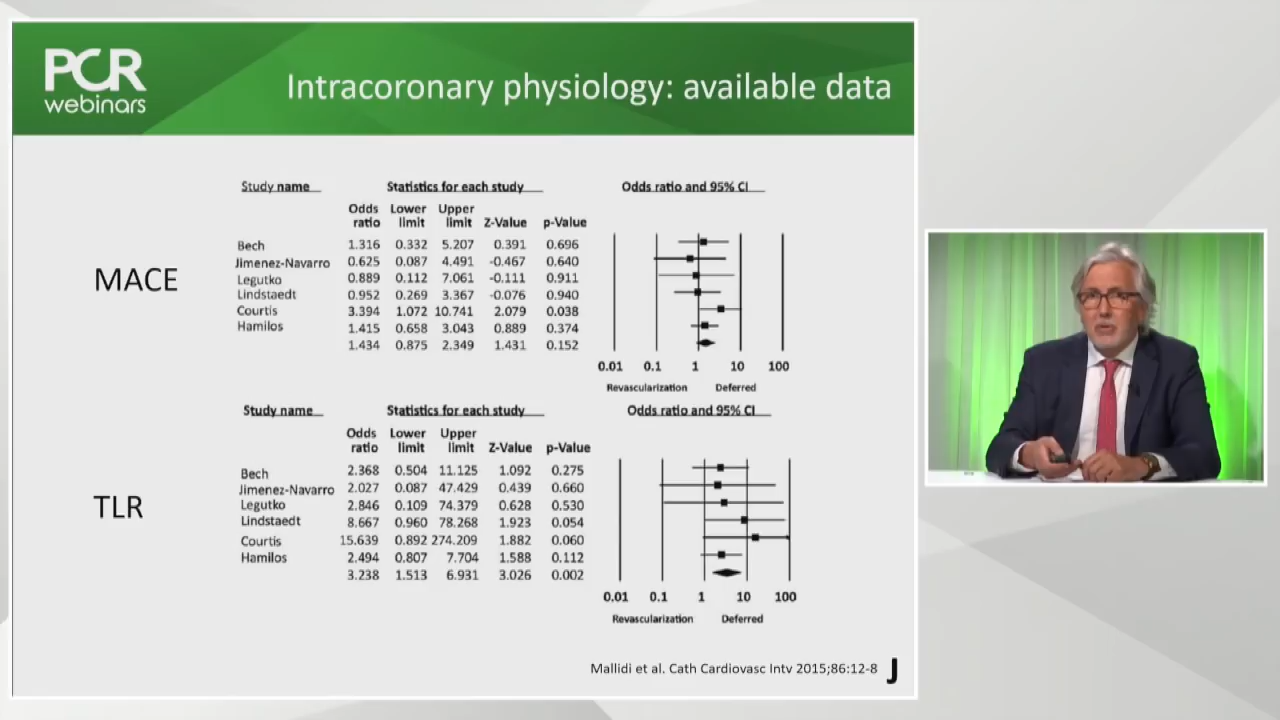 PCR
webinars
Intracoronary physiology: available data
Study name Statistics for each study Odds ratio and 95% CI
Odds Lower Upper
ratio limit limit Z-Value p-Value
MACE
Bech 1.316 0.332 5.207 0.391 0.696
Jimenez-Navarro 0.625 0.087 4.491 -0.467 0.640
Legutko 0.889 0.112 7.061 -0.111 0.911
Lindstaedt 0.952 0.269 3.367 -0.076 0.940
Courtis 3.394 1.072 10.741 2.079 0.038
Hamilos 1.415 0.658 3.043 0.889 0.374
1.434 0.875 2.349 1.431 0.152
0.01 0.1 1 10 100
Revascularization Deferred
Study name Statistics for each study Odds ratio and 95% CI
Odds Lower Upper
ratio limit limit Z-Value p-Value
TLR
Bech 2.368 0.504 11.125 1.092 0.275
Jimenez-Navarro 2.027 0.087 47.429 0.439 0.660
Legutko 2.846 0.109 74.379 0.628 0.530
Lindstaedt 8.667 0.960 78.268 1.923 0.054
Courtis 15.639 0.892 274.209 1.882 0.060
Hamilos 2.494 0.807 7.704 1.588 0.112
3.238 1.513 6.931 3.026 0.002
0.01 0.1 1 10 100
Revascularization Deferred
Mallidi et al. Cath Cardiovasc Intv 2015;86:12-8 J